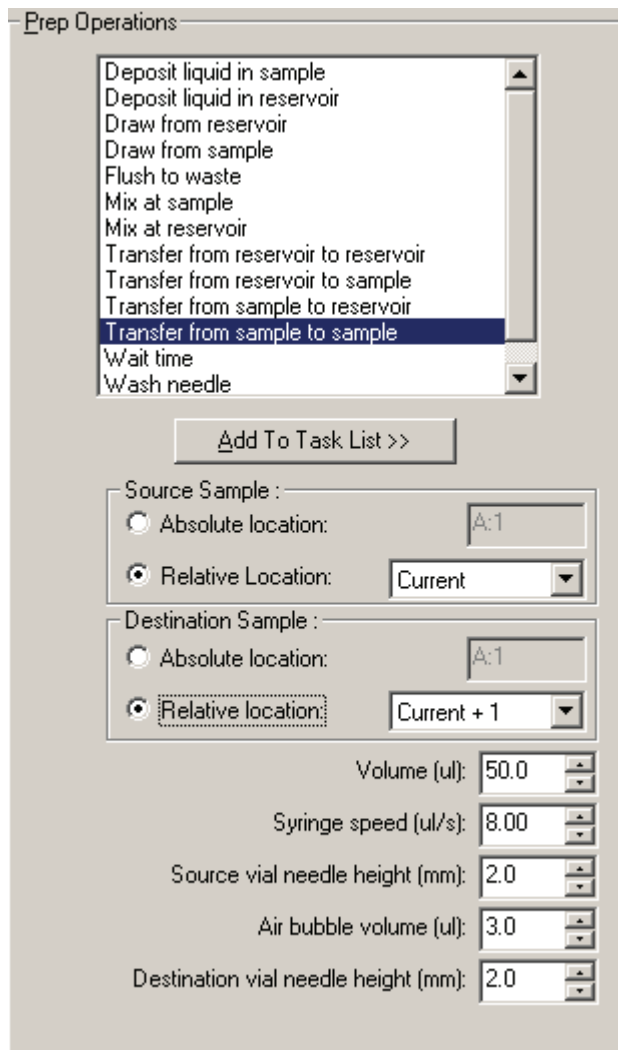 Prep Operations
Deposit liquid in sample
Deposit liquid in reservoir
Draw from reservoir
Draw from sample
Flush to waste
Mix at sample
Mix at reservoir
Transfer from reservoir to reservoir
Transfer from reservoir to sample
Transfer from sample to reservoir
Transfer from sample to sample
Wait time
Wash needle
Add To Task List >>
Source Sample :
Absolute location: A:1
Relative Location: Current
Destination Sample :
Absolute location: A:1
Relative location: Current + 1
Volume (ul): 50.0
Syringe speed (ul/s): 8.00
Source vial needle height (mm): 2.0
Air bubble volume (ul): 3.0
Destination vial needle height (mm): 2.0